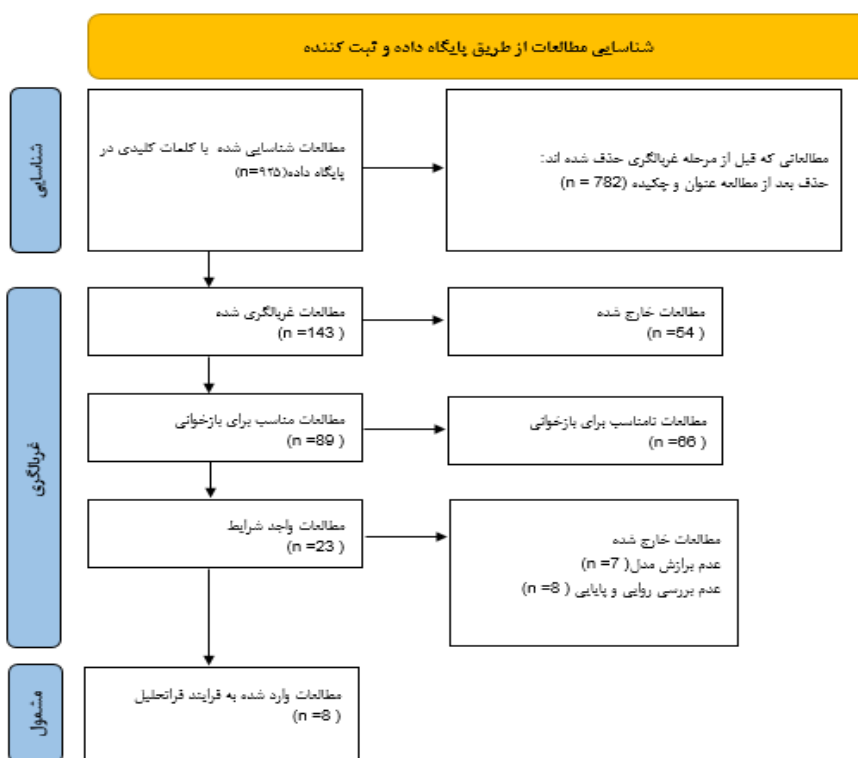 شناسایی مطالعات از طریق پایگاه داده و ثبت کننده
شناسایی
مطالعات شناسایی شده با کلمات کلیدی در
پایگاه داده(n=۹۲۵)
مطالعاتی که قبل از مرحله غربالگری حذف شده اند:
حذف بعد از مطالعه عنوان و چکیده (n = 782)
غربالگری
مطالعات غربالگری شده
(n =143 )
مطالعات خارج شده
(n =54 )
مطالعات مناسب برای بازخوانی
(n =89 )
مطالعات نامناسب برای بازخوانی
(n =66 )
مطالعات واجد شرایط
(n =23 )
مطالعات خارج شده
عدم برازش مدل( n =7 )
عدم بررسی روایی و پایایی ( n =8 )
مشمول
مطالعات وارد شده به فرایند فراتحلیل
(n =8 )